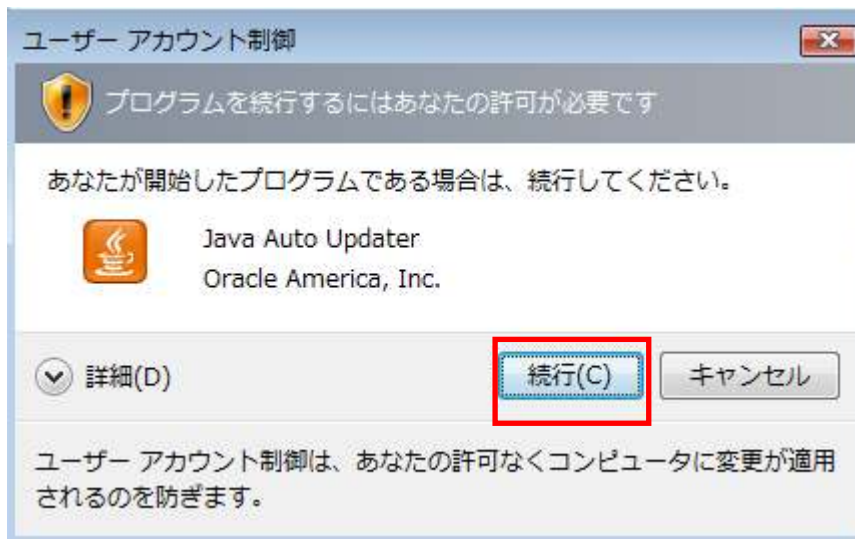 ユーザー アカウント制御
プログラムを続行するにはあなたの許可が必要です
あなたが開始したプログラムである場合は、続行してください。
Java Auto Updater
Oracle America, Inc.
詳細(D)
続行(C)
キャンセル
ユーザー アカウント制御は、あなたの許可なくコンピュータに変更が適用
されるのを防ぎます。